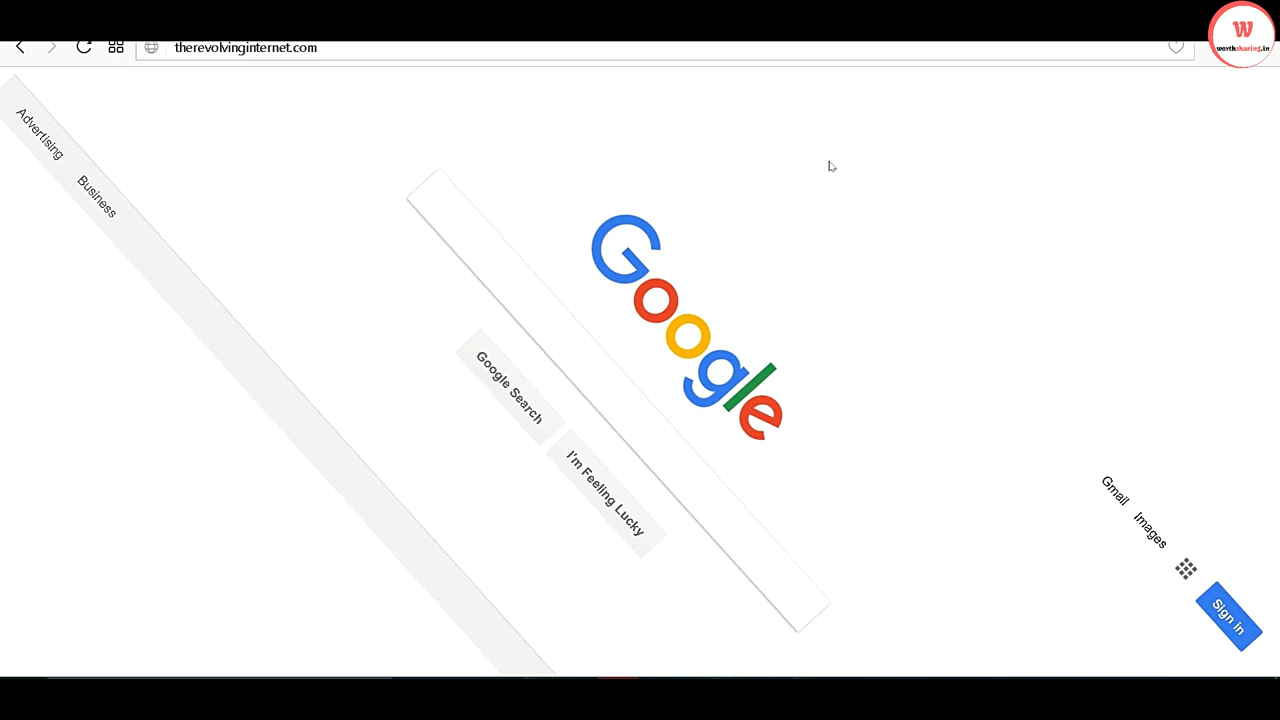 W
worthsharing.in
therevolvinginternet.com
Advertising Business
Google
Google Search I'm Feeling Lucky
Gmail Images
Sign in